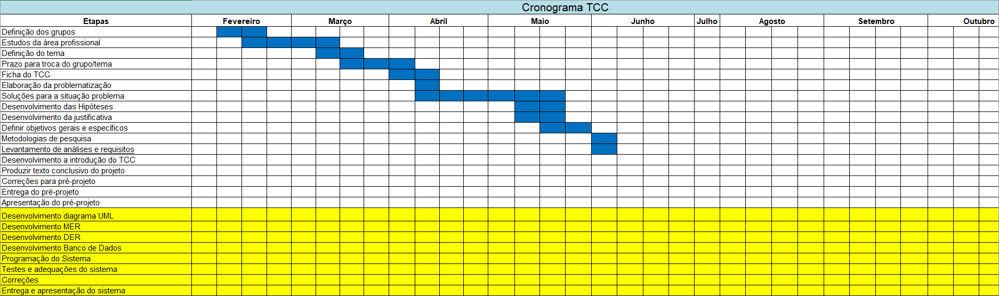 Cronograma TCC
Etapas Fevereiro Março Abril Maio Junho Julho Agosto Setembro Outubro
Definição dos grupos
Estudos da área profissional
Definição do tema
Prazo para troca do grupo/tema
Ficha do TCC
Elaboração da problematização
Soluções para a situação problema
Desenvolvimento das Hipóteses
Desenvolvimento da justificativa
Definir objetivos gerais e específicos
Metodologias de pesquisa
Levantamento de análises e requisitos
Desenvolvimento a introdução do TCC
Produzir texto conclusivo do projeto
Correções para pré-projeto
Entrega do pré-projeto
Apresentação do pré-projeto
Desenvolvimento diagrama UML
Desenvolvimento MER
Desenvolvimento DER
Desenvolvimento Banco de Dados
Programação do Sistema
Testes e adequações do sistema
Correções
Entrega e apresentação do sistema